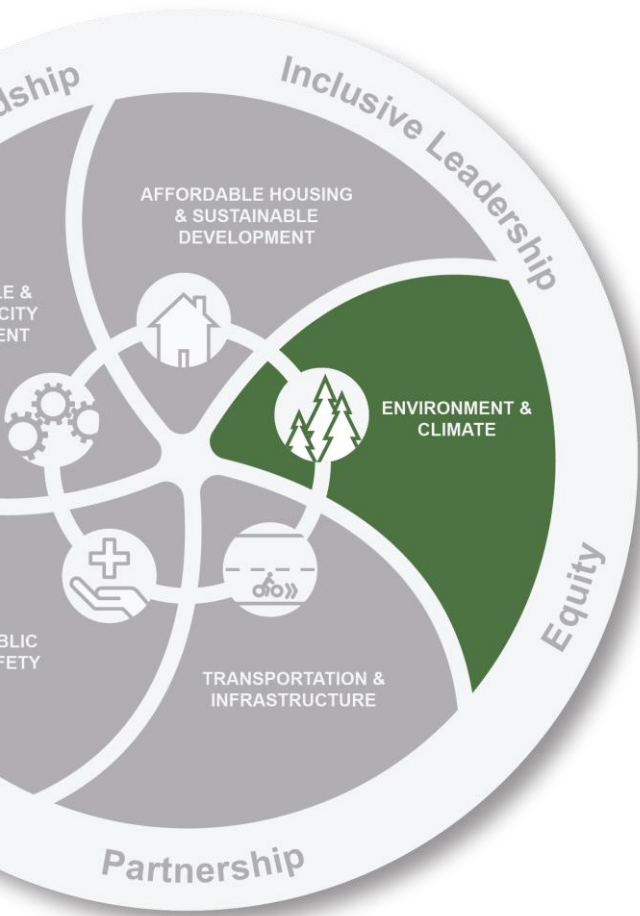 Inclusive Leadership
AFFORDABLE HOUSING
& SUSTAINABLE
DEVELOPMENT
ENVIRONMENT &
CLIMATE
Equity
TRANSPORTATION &
INFRASTRUCTURE
Partnership